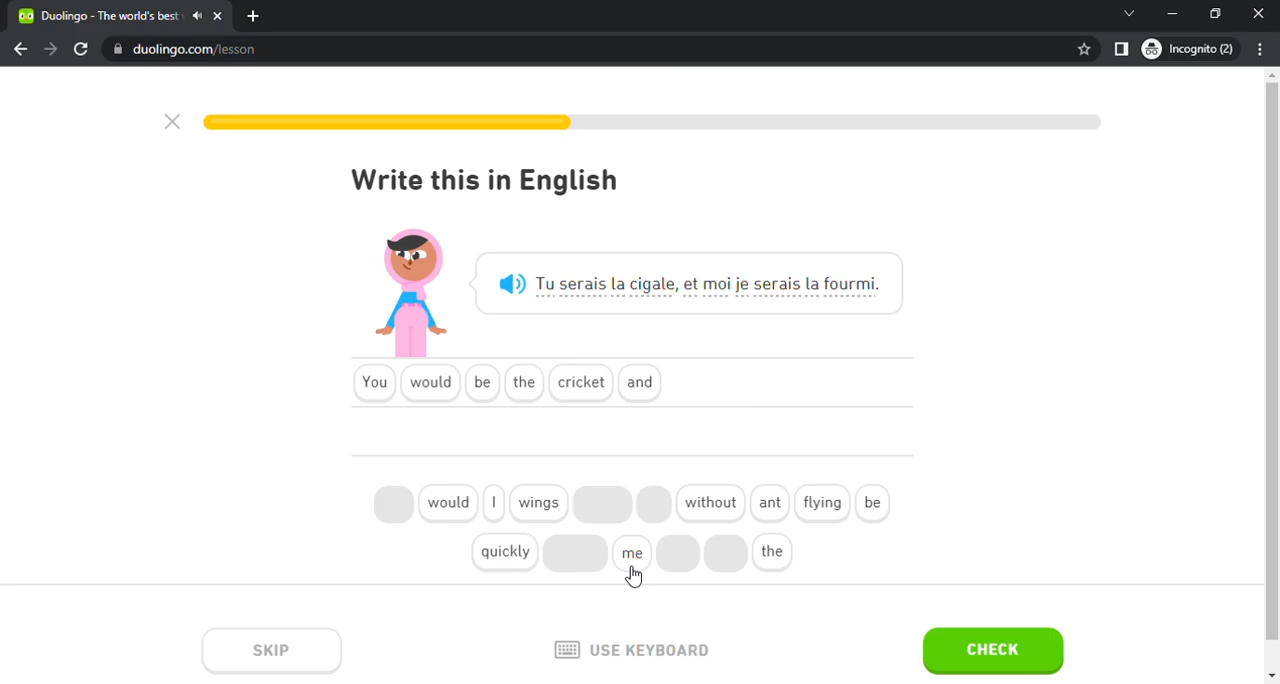 Duolingo - The world's best
duolingo.com/lesson
Incognito (2)
Write this in English
Tu serais la cigale, et moi je serais la fourmi.
You would be the cricket and
would I wings without ant flying be
quickly me the
SKIP
USE KEYBOARD
CHECK